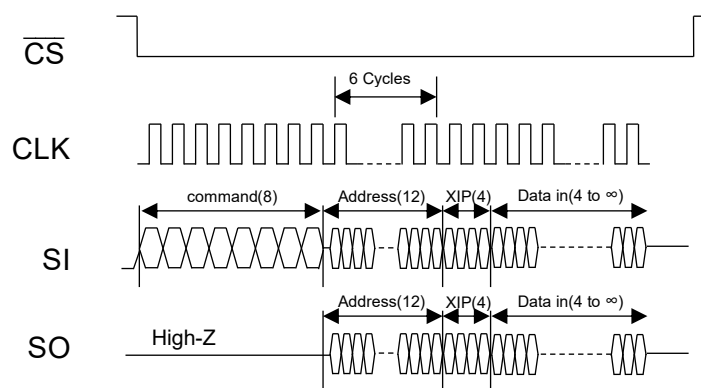 CS
6 Cycles
CLK
command(8) Address(12) XIP(4) Data in(4 to ∞)
SI
Address(12) XIP(4) Data in(4 to ∞)
High-Z
SO